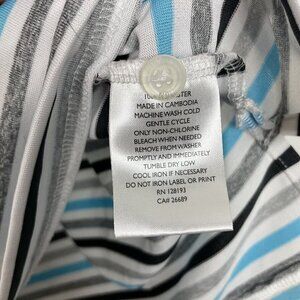 MADE IN CAMBODIA
MACHINE WASH COLD
GENTLE CYCLE
ONLY NON-CHLORINE
BLEACH WHEN NEEDED
REMOVE FROM WASHER
PROMPTLY AND IMMEDIATELY
TUMBLE DRY LOW
COOL IRON IF NECESSARY
DO NOT IRON LABEL OR PRINT
RN 128193
CA# 26689